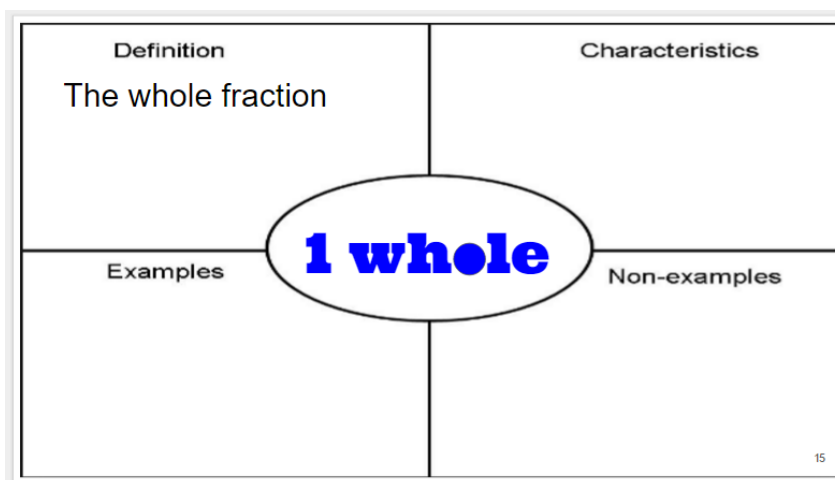 Definition
The whole fraction
Characteristics
1 whole
Examples
Non-examples
15